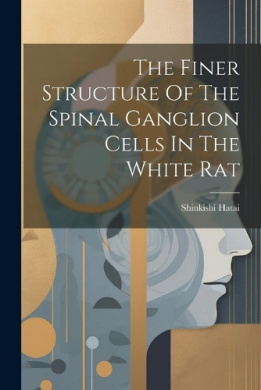 The Finer
Structure Of The
Spinal Ganglion
Cells In The
White Rat
Shinkishi Hatai